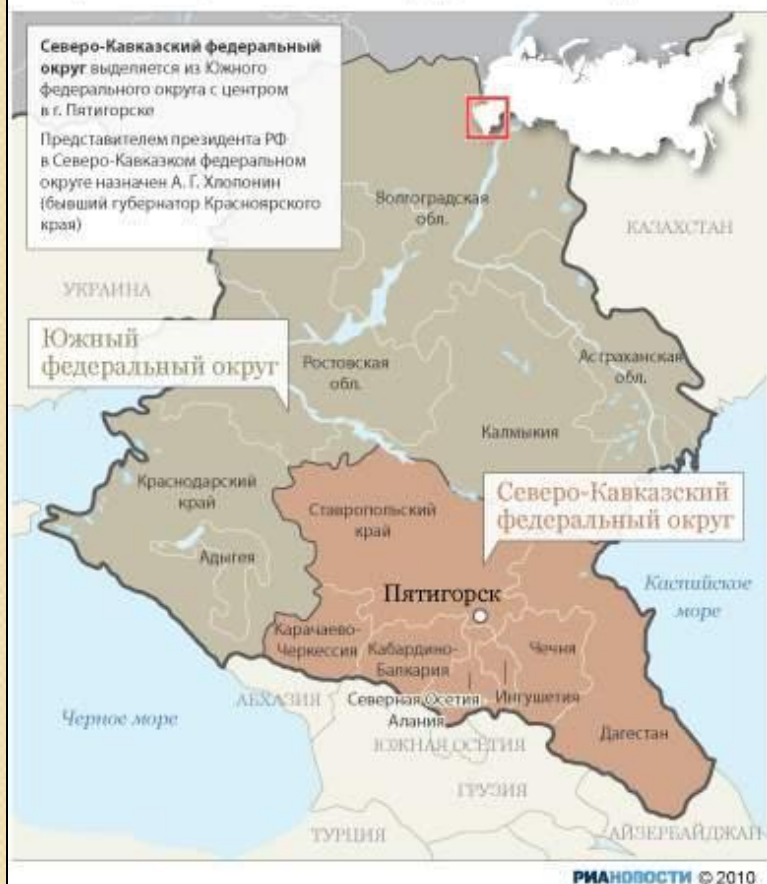 Северо-Кавказский федеральный
округ выделяется из Южного
федерального округа с центром
в г. Пятигорске
Представителем президента РФ
в Северо-Кавказком федеральном
округе назначен А. Г. Хлопонин
(бывший губернатор Красноярского
края)
Волгоградская
обл.
КАЗАХСТАН
УКРАИНА
Южный
федеральный округ
Ростовская
обл.
Астраханская
обл.
Калмыкия
Краснодарский
край
Северо-Кавказский
федеральный округ
Ставропольский
край
Адыгея
Пятигорск
Каспийское
море
Карачаево-
Черкессия
Кабардино-
Балкария
Чечня
АБХАЗИЯ
Северная Осетия
Алания
Ингушетия
Черное море
Дагестан
ЮЖНАЯ ОСЕТИЯ
ГРУЗИЯ
ТУРЦИЯ
АЙЗЕРБАЙДЖАН
РИАНОВОСТИ © 2010